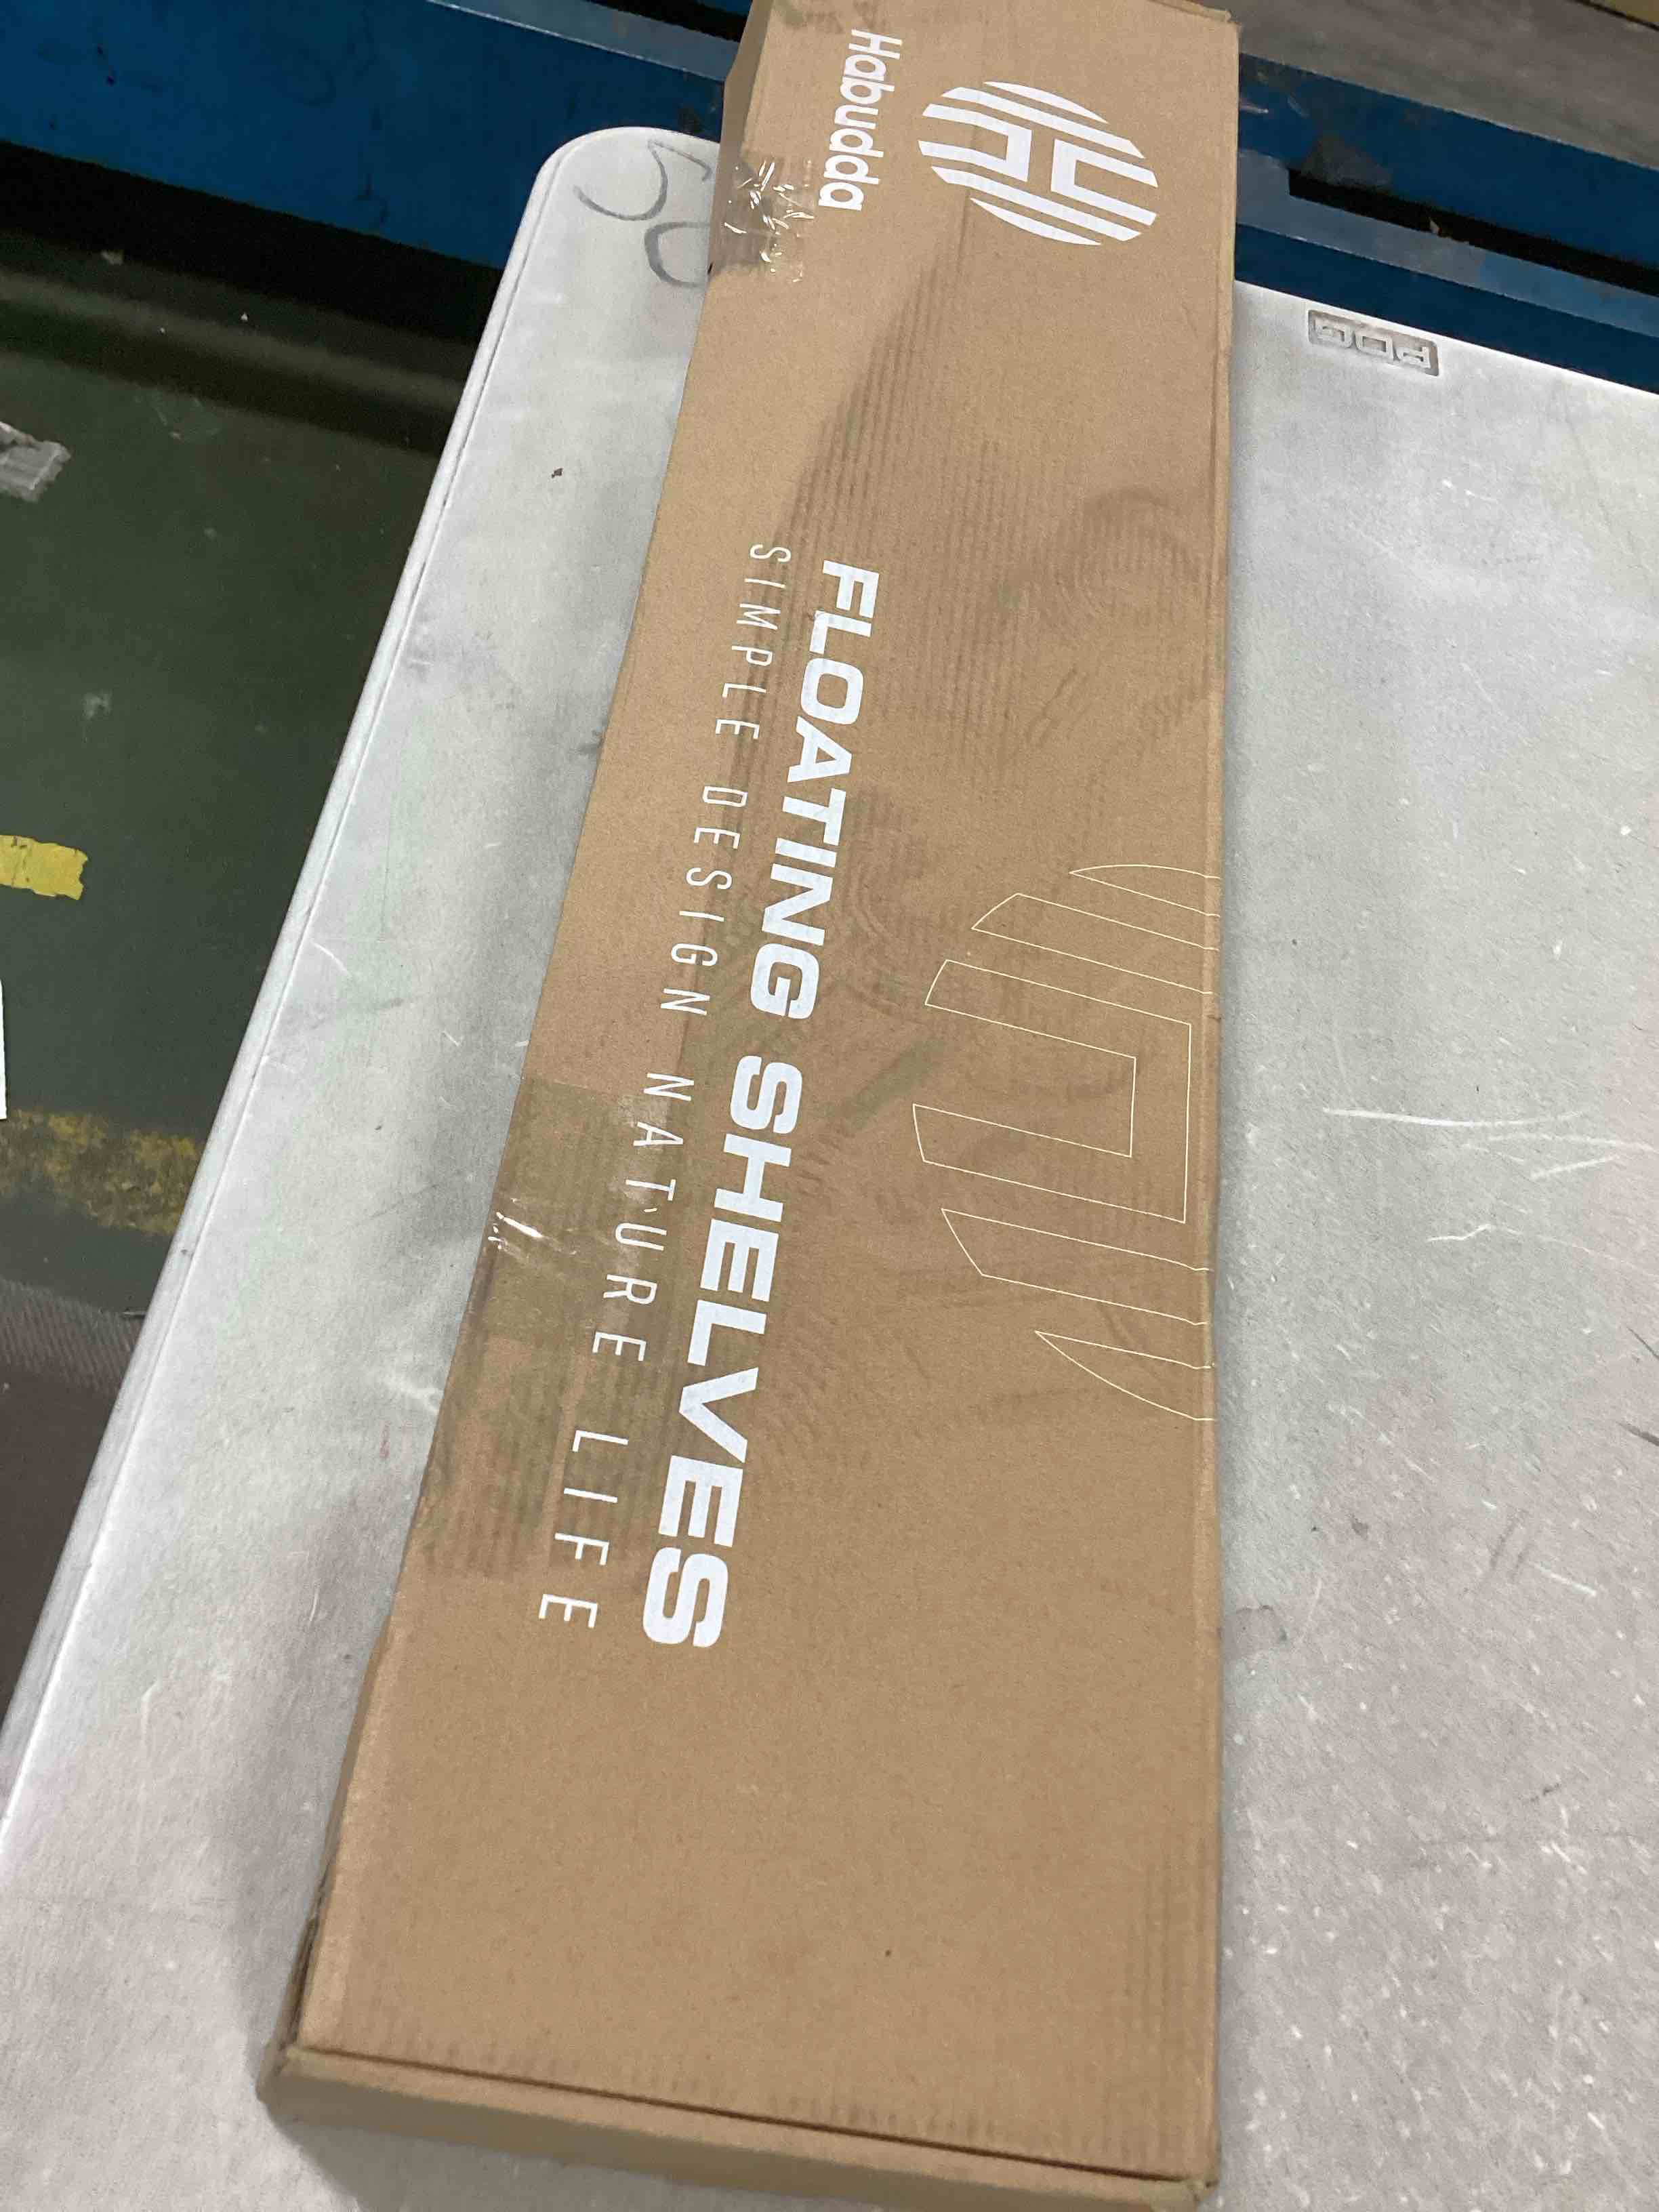 Habudda
FLOATING SHELVES
SIMPLE DESIGN NATURE LIFE